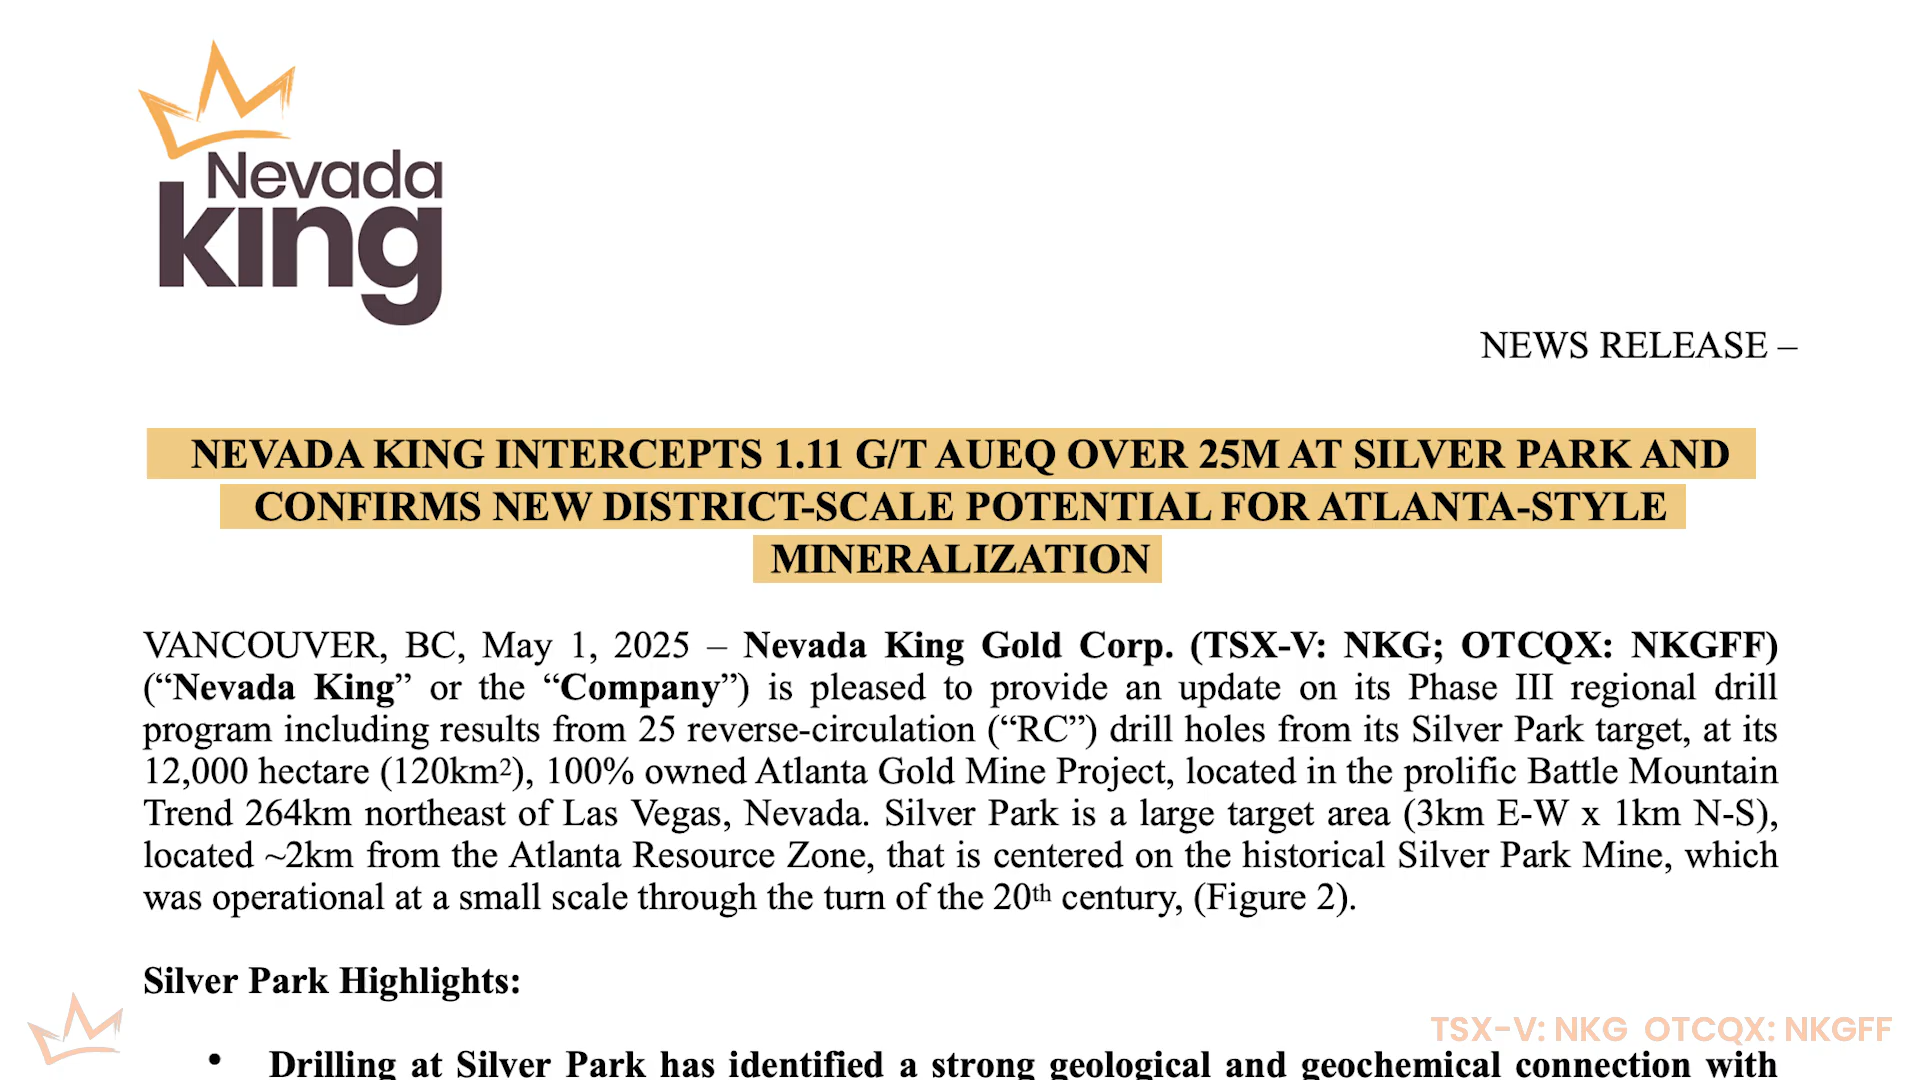 Nevada
king
NEWS RELEASE –
NEVADA KING INTERCEPTS 1.11 G/T AUEQ OVER 25M AT SILVER PARK AND
CONFIRMS NEW DISTRICT-SCALE POTENTIAL FOR ATLANTA-STYLE
MINERALIZATION
VANCOUVER, BC, May 1, 2025 – Nevada King Gold Corp. (TSX-V: NKG; OTCQX: NKGFF)
(“Nevada King” or the “Company”) is pleased to provide an update on its Phase III regional drill
program including results from 25 reverse-circulation (“RC”) drill holes from its Silver Park target, at its
12,000 hectare (120km2), 100% owned Atlanta Gold Mine Project, located in the prolific Battle Mountain
Trend 264km northeast of Las Vegas, Nevada. Silver Park is a large target area (3km E-W x 1km N-S),
located ~2km from the Atlanta Resource Zone, that is centered on the historical Silver Park Mine, which
was operational at a small scale through the turn of the 20th century, (Figure 2).
Silver Park Highlights:
• Drilling at Silver Park has identified a strong geological and geochemical connection with
TSX-V: NKG OTCQX: NKGFF